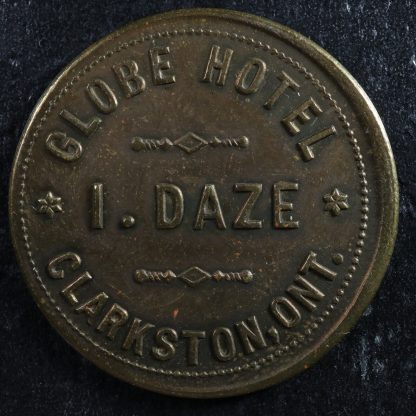 GLOBE HOTEL
I. DAZE
CLARKSTON, ONT.